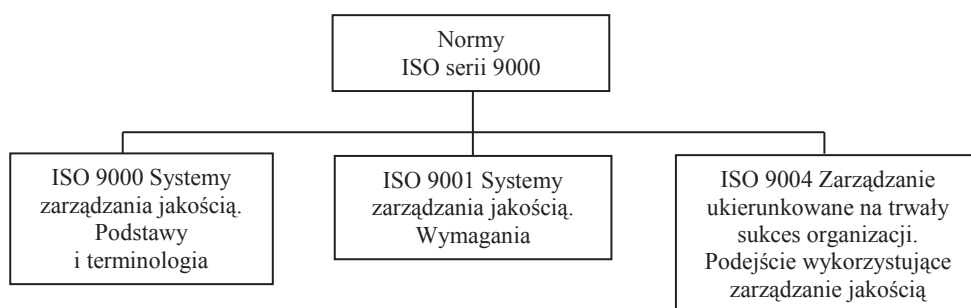 Normy
ISO serii 9000
ISO 9000 Systemy
zarządzania jakością.
Podstawy
i terminologia
ISO 9001 Systemy
zarządzania jakością.
Wymagania
ISO 9004 Zarządzanie
ukierunkowane na trwały
sukces organizacji.
Podejście wykorzystujące
zarządzanie jakością